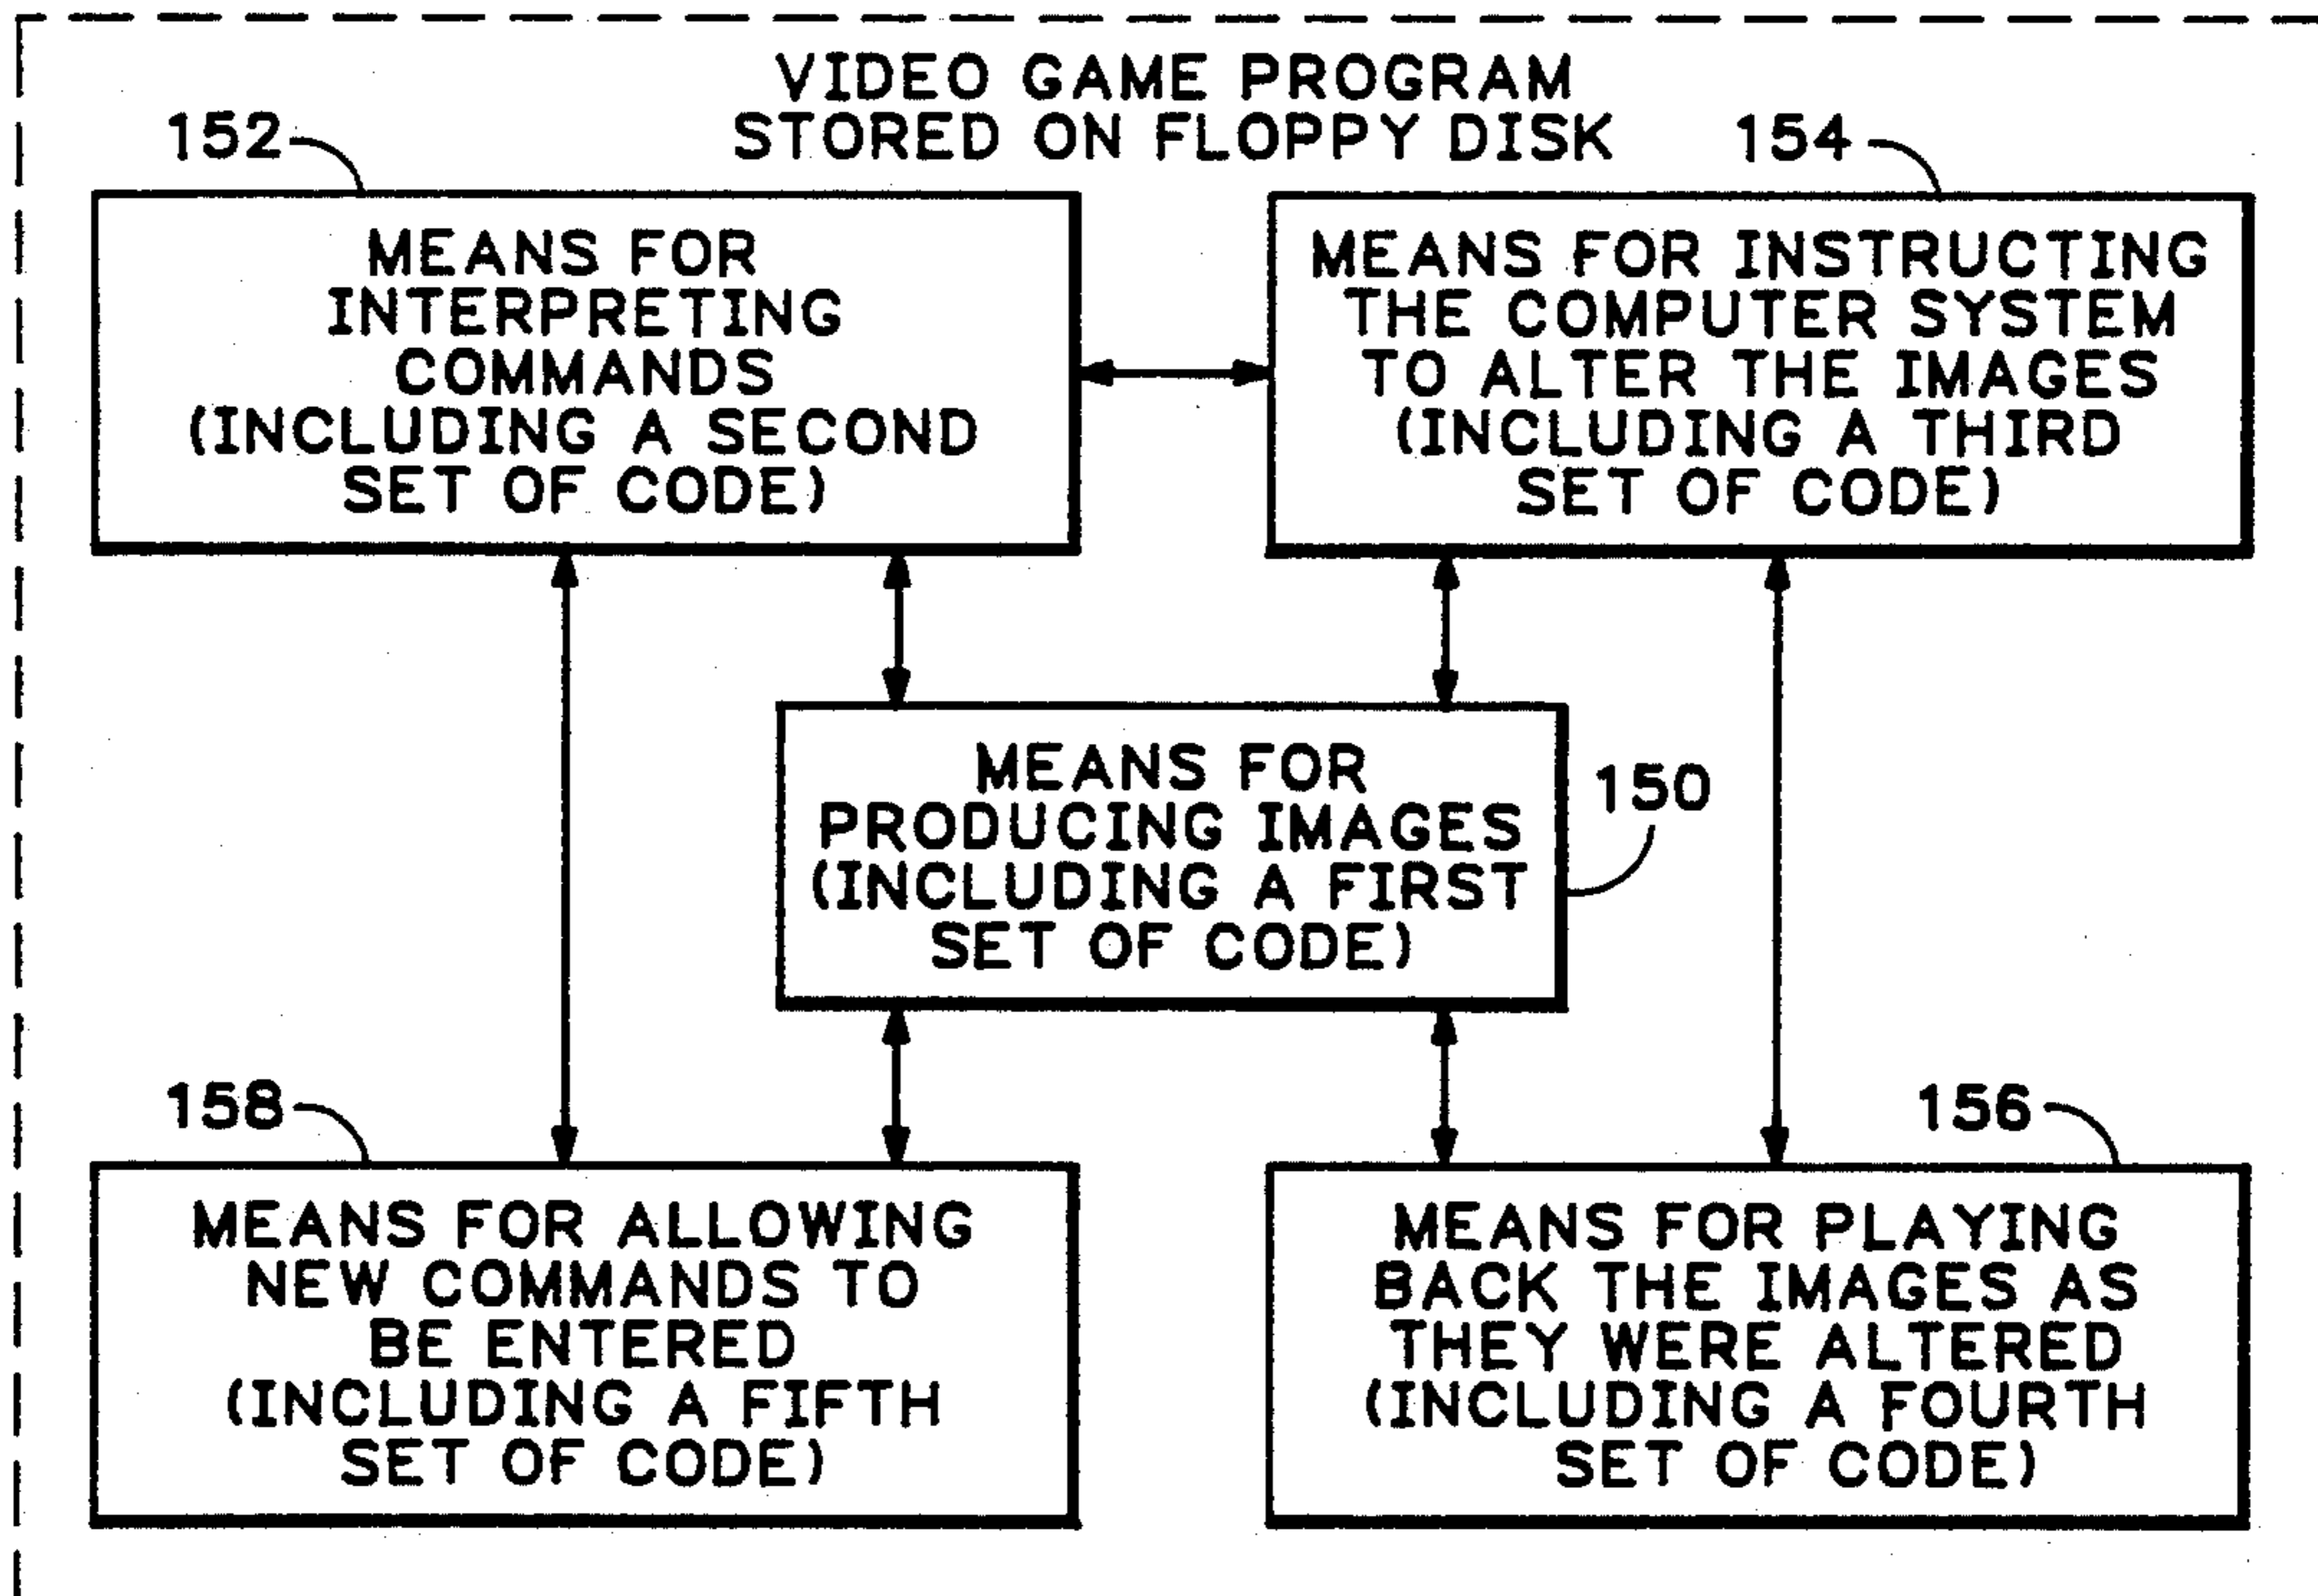 VIDEO GAME PROGRAM
STORED ON FLOPPY DISK
152
154
MEANS FOR
INTERPRETING
COMMANDS
(INCLUDING A SECOND
SET OF CODE)
MEANS FOR INSTRUCTING
THE COMPUTER SYSTEM
TO ALTER THE IMAGES
(INCLUDING A THIRD
SET OF CODE)
MEANS FOR
PRODUCING IMAGES
(INCLUDING A FIRST
SET OF CODE)
150
158
156
MEANS FOR ALLOWING
NEW COMMANDS TO
BE ENTERED
(INCLUDING A FIFTH
SET OF CODE)
MEANS FOR PLAYING
BACK THE IMAGES AS
THEY WERE ALTERED
(INCLUDING A FOURTH
SET OF CODE)